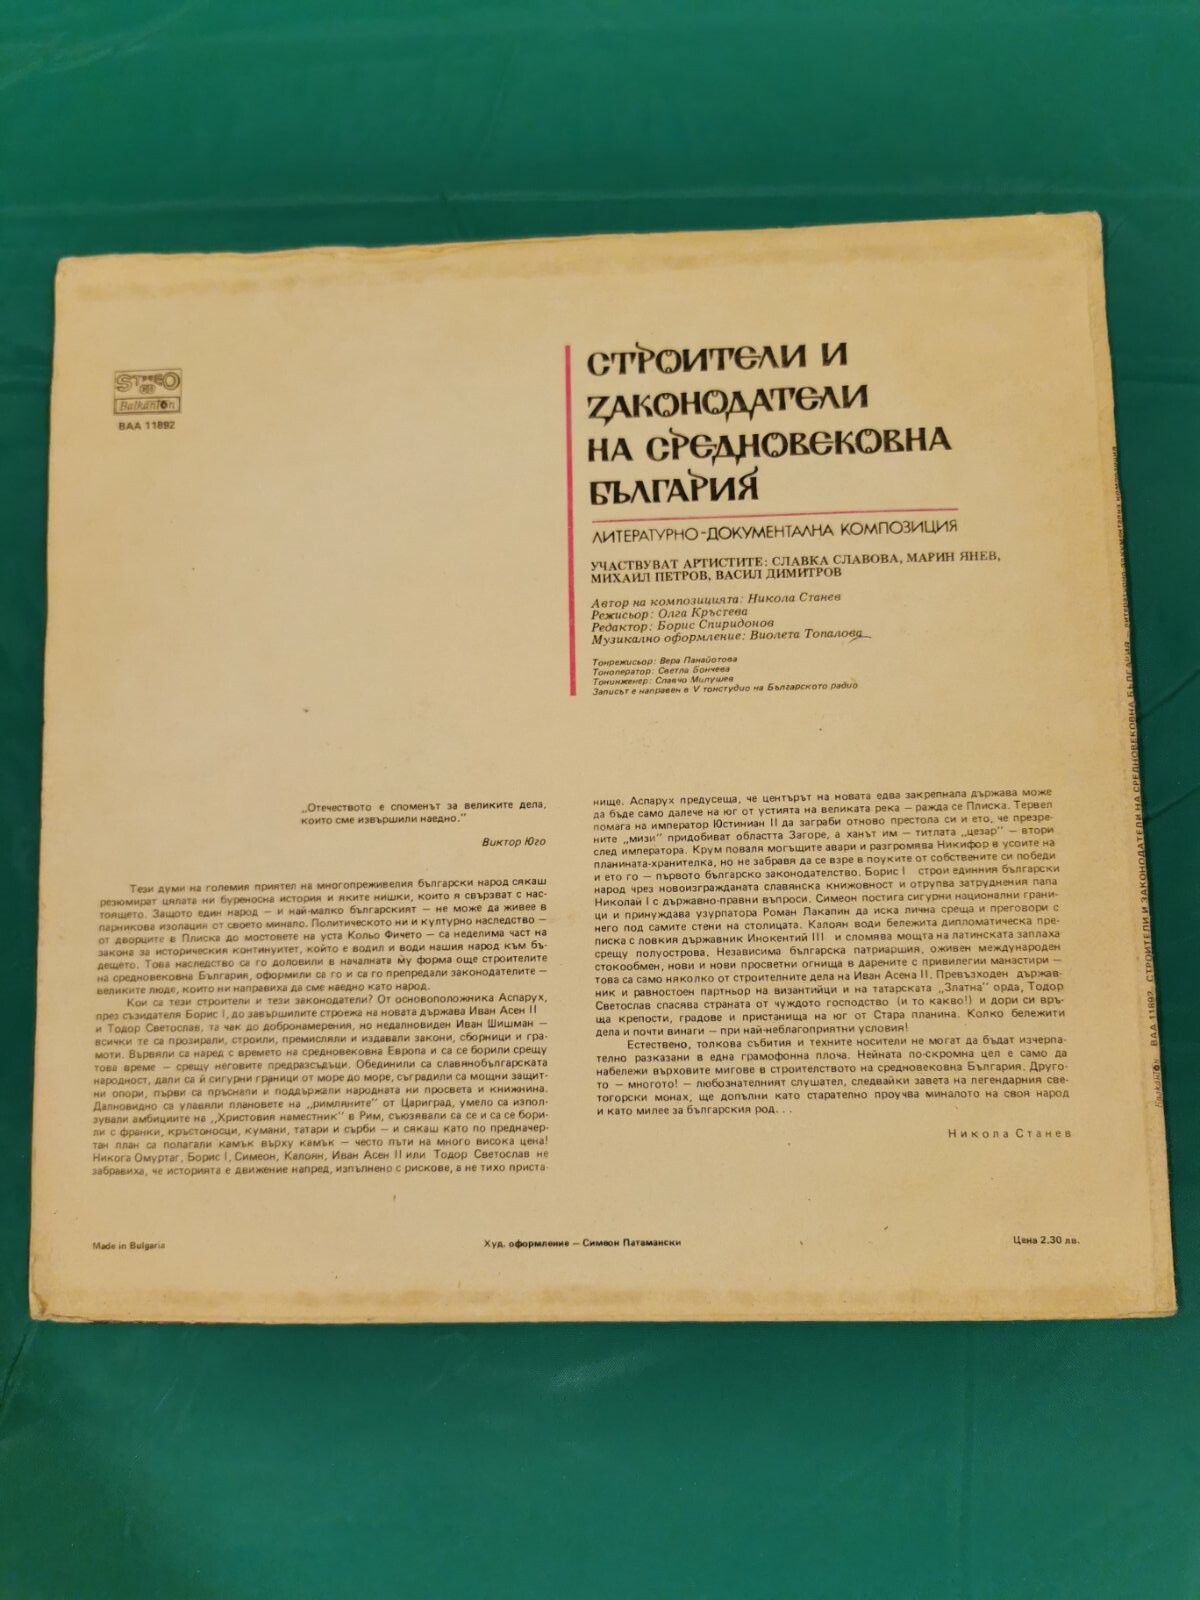 STEREO
Balkanton
ВАА 11892
СТРОИТЕЛИ И
ЗАКОНОДАТЕЛИ
НА СРЕДНОВЕКОВНА
БЪЛГАРИЯ
ЛИТЕРАТУРНО-ДОКУМЕНТАЛНА КОМПОЗИЦИЯ
УЧАСТВУВАТ АРТИСТИТЕ: СЛАВКА СЛАВОВА, МАРИН ЯНЕВ,
МИХАИЛ ПЕТРОВ, ВАСИЛ ДИМИТРОВ
Автор на композицията: Никола Станев
Режисьор: Олга Кръстева
Редактор: Борис Спиридонов
Музикално оформление: Виолета Топалова
Тонрежисьор: Вера Панайотова
Тоноператор: Светла Бончева
Тонинженер: Славчо Милушев
Записът е направен в V тонстудио на Българското радио
„Отечеството е споменът за великите дела,
които сме извършили наедно.”
Виктор Юго
Тези думи на големия приятел на многопреживелия български народ сякаш
резюмират цялата ни буреносна история и яките нишки, които я свързват с нас-
тоящето. Защото един народ — и най-малко българският — не може да живее в
парникова изолация от своето минало. Политическото ни и културно наследство —
от дворците в Плиска до мостовете на уста Кольо Фичето — са неделима част на
закона за историческия континуитет, който е водил и води нашия народ към бъ-
дещето. Това наследство са го доловили в началната му форма още строителите
на средновековна България, оформили са го и са го препредали законодателите —
великите люде, които ни направиха да сме наедно като народ.
Кои са тези строители и тези законодатели? От основоположника Аспарух,
през съзидателя Борис I, до завършилите строежа на новата държава Иван Асен II
и Тодор Светослав, та чак до добронамерения, но недалновиден Иван Шишман —
всички те са прозирали, строили, премисляли и издавали закони, сборници и гра-
моти. Вървяли са наред с времето на средновековна Европа и са се борили срещу
това време — срещу неговите предразсъдъци. Обединили са славянобългарската
народност, дали са й сигурни граници от море до море, съградили са мощни защит-
ни опори, първи са пръснали и поддържали народната ни просвета и книжнина.
Далновидно са улавяли плановете на „римляните” от Цариград, умело са изпол-
зували амбициите на „Христовия наместник” в Рим, съюзявали са се и са се бори-
ли с франки, кръстоносци, кумани, татари и сърби — и сякаш като по предначер-
тан план са полагали камък върху камък — често пъти на много висока цена!
Никога Омуртаг, Борис I, Симеон, Калоян, Иван Асен II или Тодор Светослав не
забравиха, че историята е движение напред, изпълнено с рискове, а не тихо приста-
нище. Аспарух предусеща, че центърът на новата едва закрепнала държава може
да бъде само далече на юг от устията на великата река — ражда се Плиска. Тервел
помага на император Юстиниан II да заграби отново престола си и ето, че презре-
ните „мизи” придобиват областта Загоре, а ханът им — титлата „цезар” — втори
след императора. Крум поваля могъщите авари и разгромява Никифор в усоите на
планината-хранителка, но не забравя да се взре в поуките от собствените си победи
и ето го — първото българско законодателство. Борис I строи единния български
народ чрез новоизгражданата славянска книжовност и отрупва затруднения папа
Николай I с държавно-правни въпроси. Симеон постига сигурни национални грани-
ци и принуждава узурпатора Роман Лакапин да иска лична среща и преговори с
него под самите стени на столицата. Калоян води бележита дипломатическа пре-
писка с ловкия държавник Инокентий III и сломява мощта на латинската заплаха
срещу полуострова. Независима българска патриаршия, оживен международен
стокообмен, нови и нови просветни огнища в дарените с привилегии манастири —
това са само няколко от строителните дела на Иван Асена II. Превъзходен държав-
ник и равностоен партньор на византийци и на татарската „Златна” орда, Тодор
Светослав спасява страната от чуждото господство (и то какво!) и дори си връ-
ща крепости, градове и пристанища на юг от Стара планина. Колко бележити
дела и почти винаги — при най-неблагоприятни условия!
Естествено, толкова събития и техните носители не могат да бъдат изчерпа-
телно разказани в една грамофонна плоча. Нейната по-скромна цел е само да
набележи върховите мигове в строителството на средновековна България. Друго-
то — многото! — любознателният слушател, следвайки завета на легендарния све-
тогорски монах, ще допълни като старателно проучва миналото на своя народ
и като милее за българския род. . .
Никола Станев
Made in Bulgaria
Худ. оформление — Симеон Патамански
Цена 2.30 лв.
Балкантон ВАА 11892 СТРОИТЕЛИ И ЗАКОНОДАТЕЛИ НА СРЕДНОВЕКОВНА БЪЛГАРИЯ — литературно-документална композиция